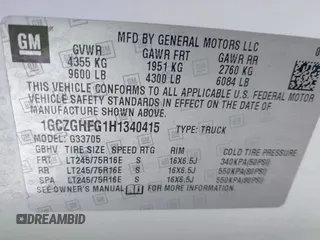 GM
MFD BY GENERAL MOTORS LLC
GVWR GAWR FRT GAWR RR
4355 KG 1951 KG 2760 KG
9600 LB 4300 LB 6084 LB
THIS VEHICLE CONFORMS TO ALL APPLICABLE U.S. FEDERAL
MOTOR VEHICLE SAFETY STANDARDS IN EFFECT ON THE
DATE OF MANUFACTURE SHOWN ABOVE.
1GCZGHFG1H1340415 TYPE: TRUCK
MODEL: G33705
GBHV TIRE SIZE SPEED RTG RIM COLD TIRE PRESSURE
FRT LT245/75R16E S 16X6.5J 340KPA(50PSI)
RR LT245/75R16E S 16X6.5J 550KPA(80PSI)
SPA LT245/75R16E S 16X6.5J 550KPA(80PSI)
SEE OWNER'S MANUAL
DREAMBID